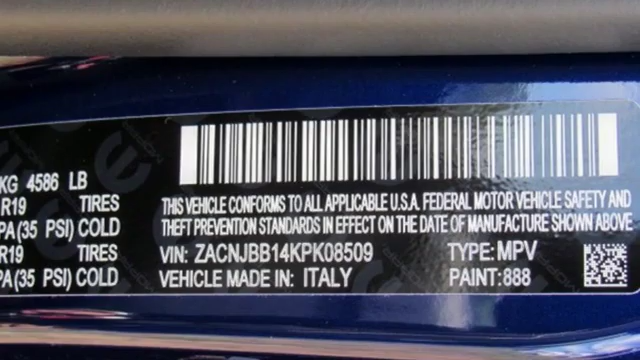 KG 4586 LB
R19 TIRES
PA(35 PSI) COLD
R19 TIRES
PA(35 PSI) COLD
THIS VEHICLE CONFORMS TO ALL APPLICABLE U.S.A. FEDERAL MOTOR VEHICLE SAFETY AND
THEFT PREVENTION STANDARDS IN EFFECT ON THE DATE OF MANUFACTURE SHOWN ABOVE
VIN: ZACNJBB14KPK08509 TYPE: MPV
VEHICLE MADE IN: ITALY PAINT: 888